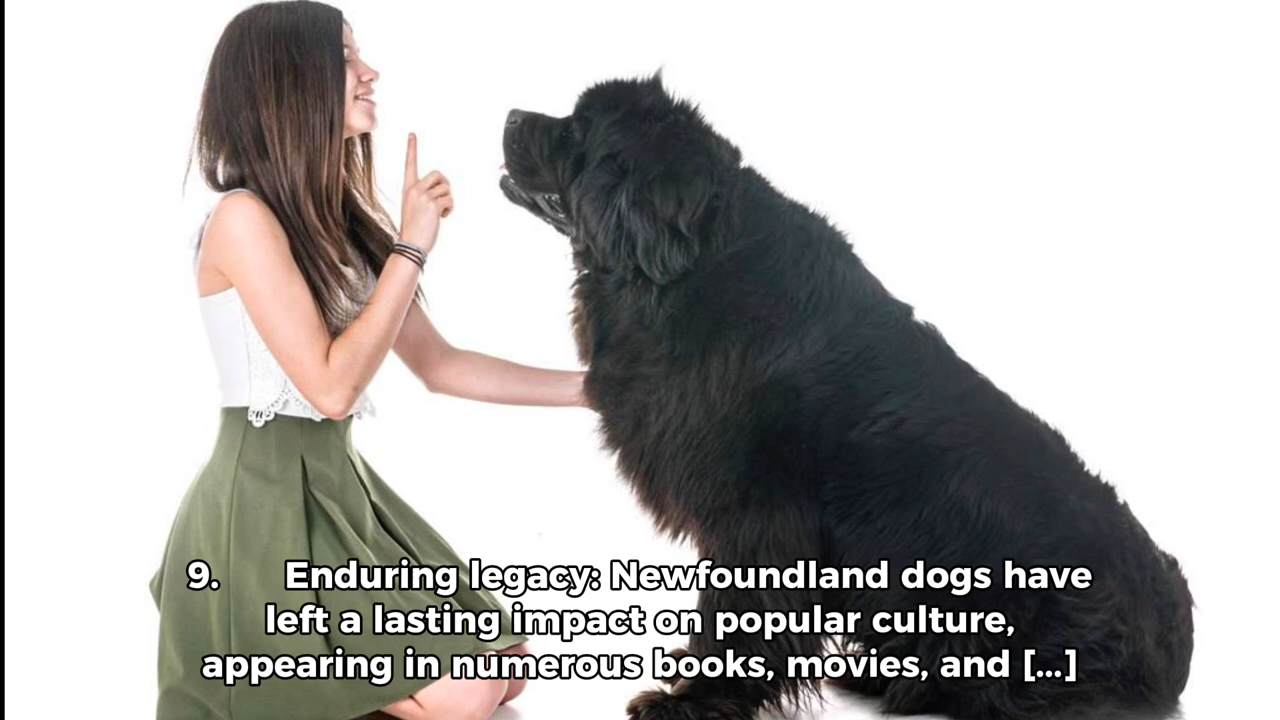 9. Enduring legacy: Newfoundland dogs have
left a lasting impact on popular culture,
appearing in numerous books, movies, and [...]